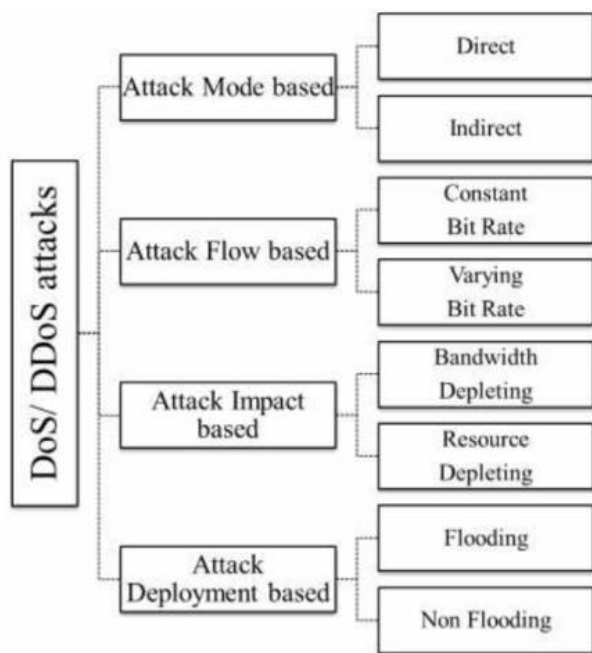 DoS/ DDoS attacks
Attack Mode based
Direct
Indirect
Attack Flow based
Constant
Bit Rate
Varying
Bit Rate
Attack Impact
based
Bandwidth
Depleting
Resource
Depleting
Attack
Deployment based
Flooding
Non Flooding